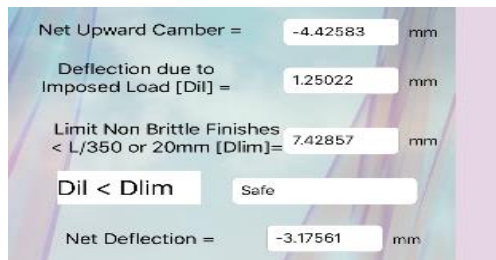 Net Upward Camber = -4.42583 mm
Deflection due to
Imposed Load [Dil] = 1.25022 mm
Limit Non Brittle Finishes
< L/350 or 20mm [Dlim]= 7.42857 mm
Dil < Dlim Safe
Net Deflection = -3.17561 mm